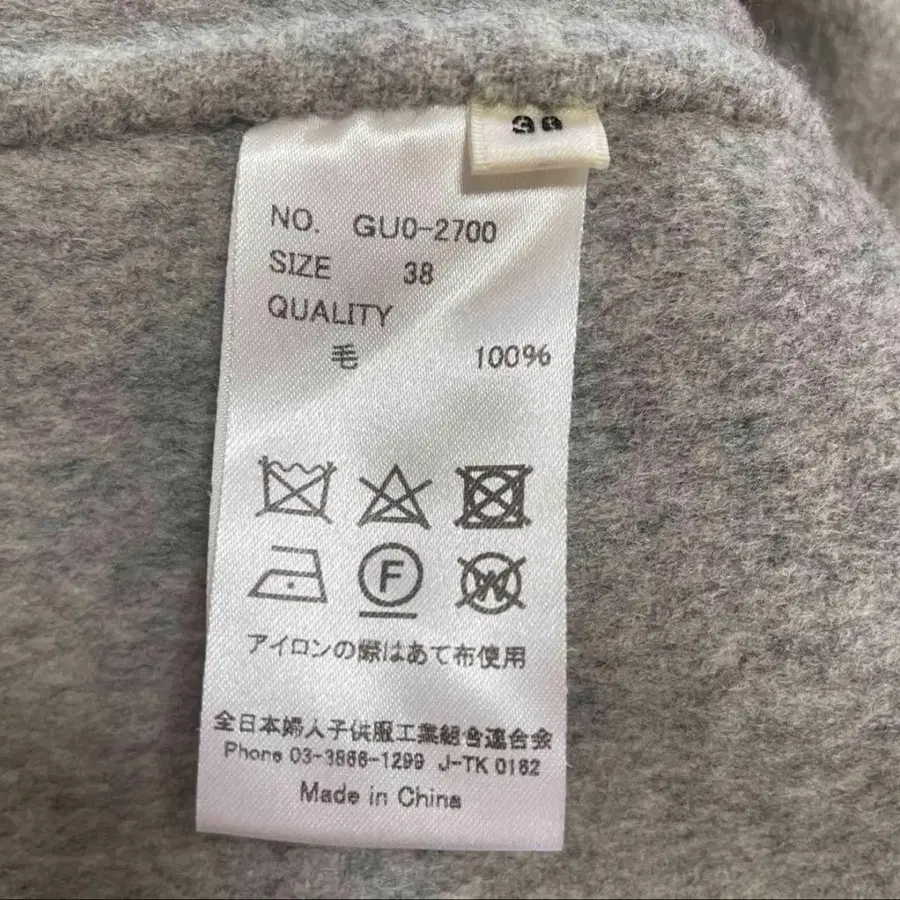 38
NO. GU0-2700
SIZE 38
QUALITY
毛 100%
F
W
アイロンの際はあて布使用
全日本婦人子供服工業組合連合会
Phone 03-3866-1299 J-TK 0162
Made in China